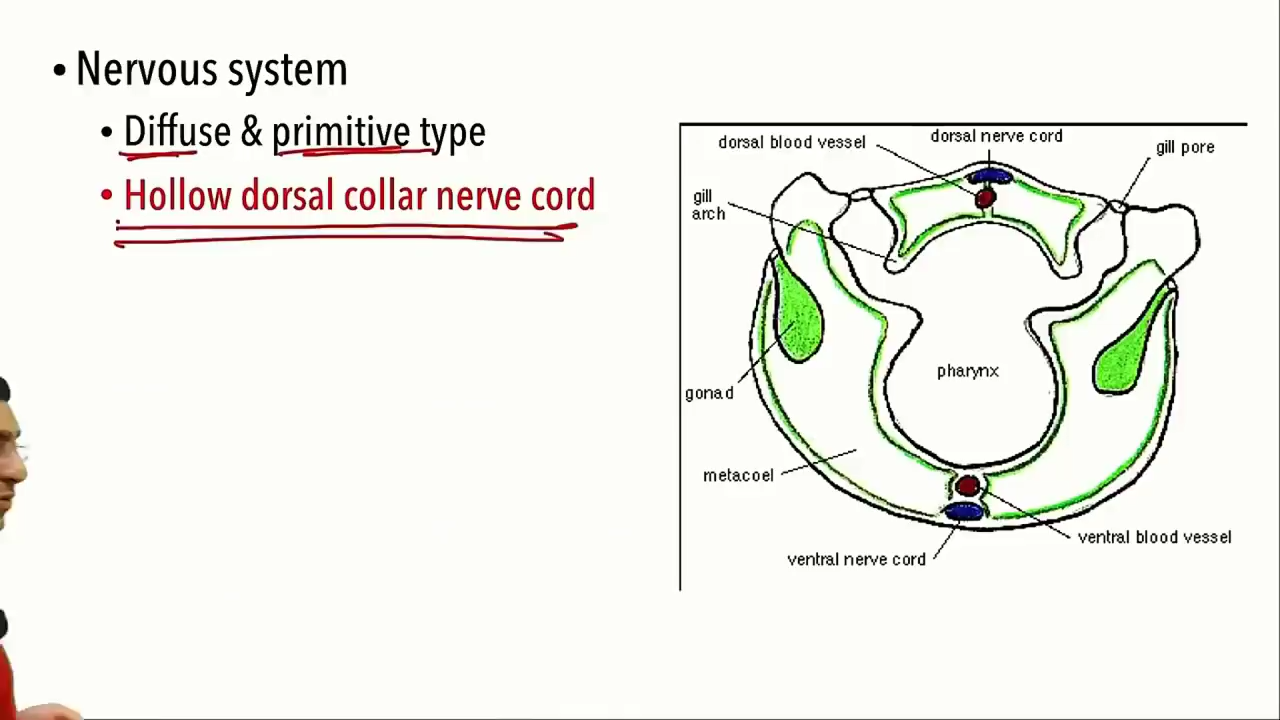 • Nervous system
• Diffuse & primitive type
• Hollow dorsal collar nerve cord
dorsal blood vessel
dorsal nerve cord
gill pore
gill
arch
pharynx
gonad
metacoel
ventral blood vessel
ventral nerve cord